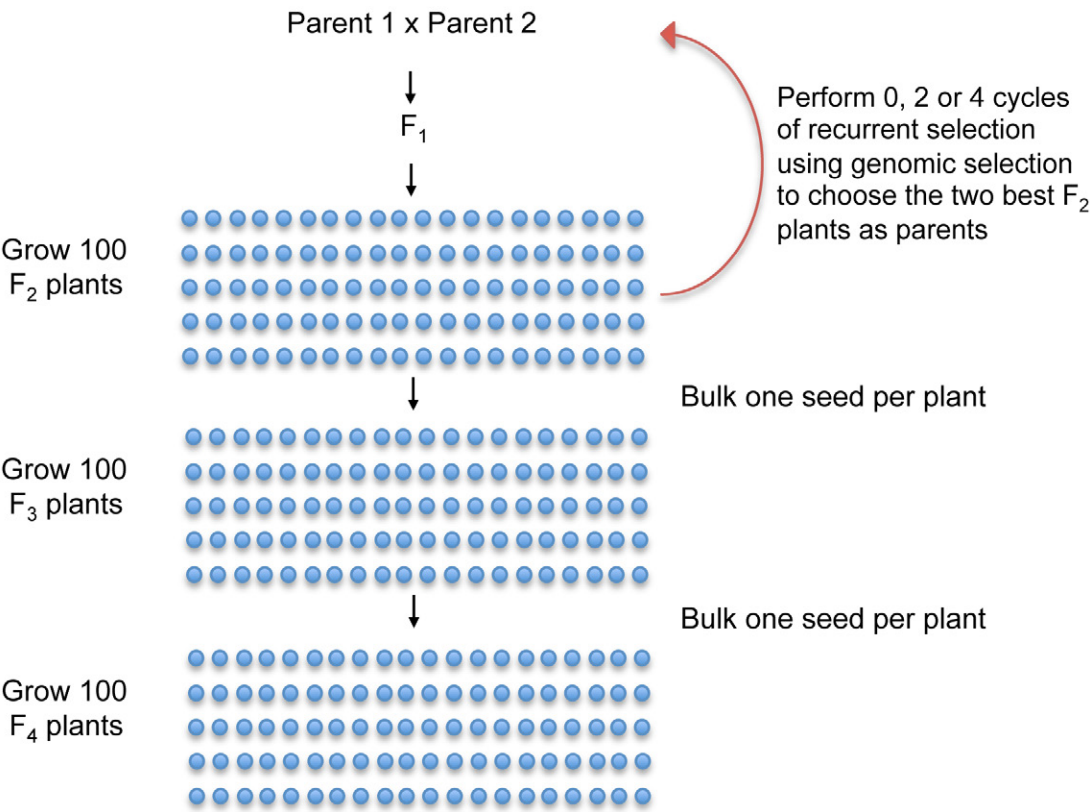 Parent 1 x Parent 2
F₁
Perform 0, 2 or 4 cycles
of recurrent selection
using genomic selection
to choose the two best F₂
plants as parents
Grow 100
F₂ plants
Bulk one seed per plant
Grow 100
F₃ plants
Bulk one seed per plant
Grow 100
F₄ plants